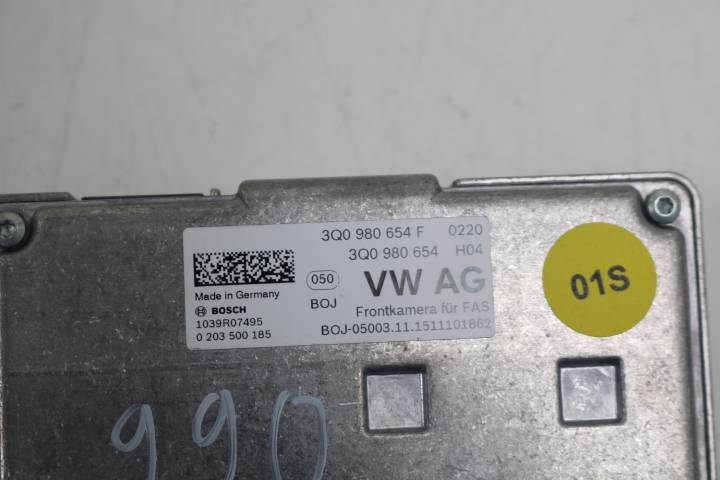 3Q0 980 654 F 0220
3Q0 980 654 H04
050 VW AG
Made in Germany
BOSCH BOJ Frontkamera für FAS
1039R07495
0 203 500 185 BOJ-05003.11.1511101862
01S
990